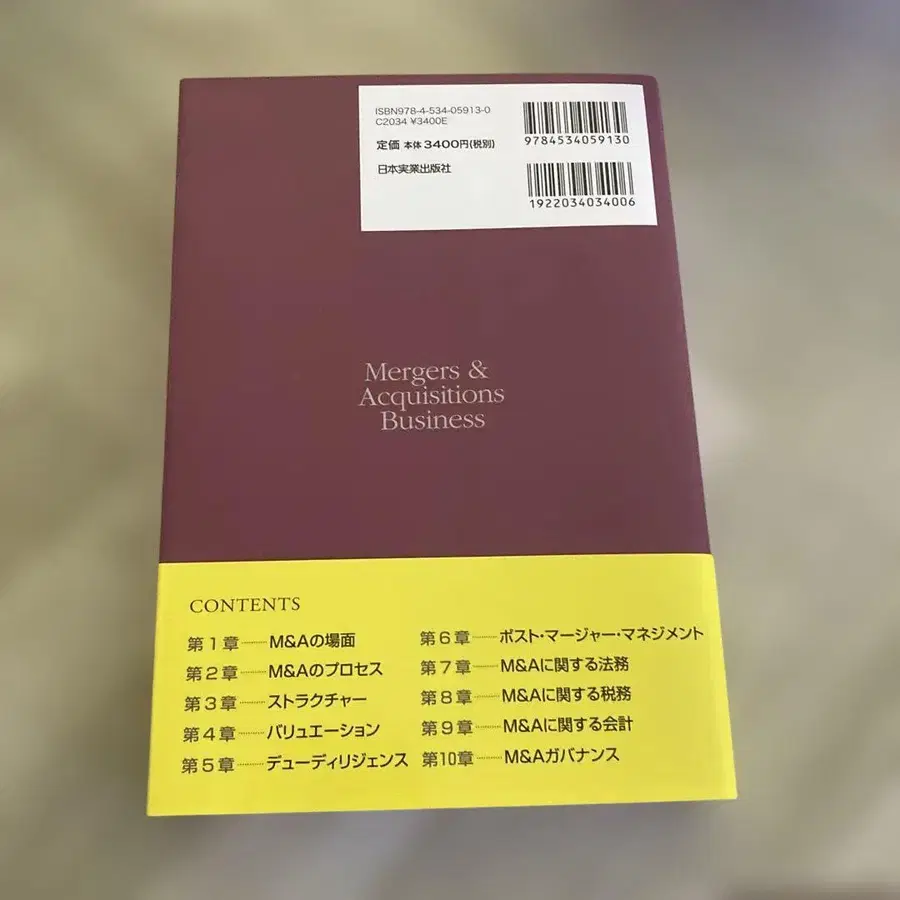 ISBN978-4-534-05913-0
C2034 ¥3400E
定価 本体3400円(税別)
日本実業出版社
9784534059130
1922034034006
Mergers &
Acquisitions
Business
CONTENTS
第1章………M&Aの場面
第2章………M&Aのプロセス
第3章………ストラクチャー
第4章………バリュエーション
第5章………デューディリジェンス
第6章………ポスト・マージャー・マネジメント
第7章………M&Aに関する法務
第8章………M&Aに関する税務
第9章………M&Aに関する会計
第10章………M&Aガバナンス